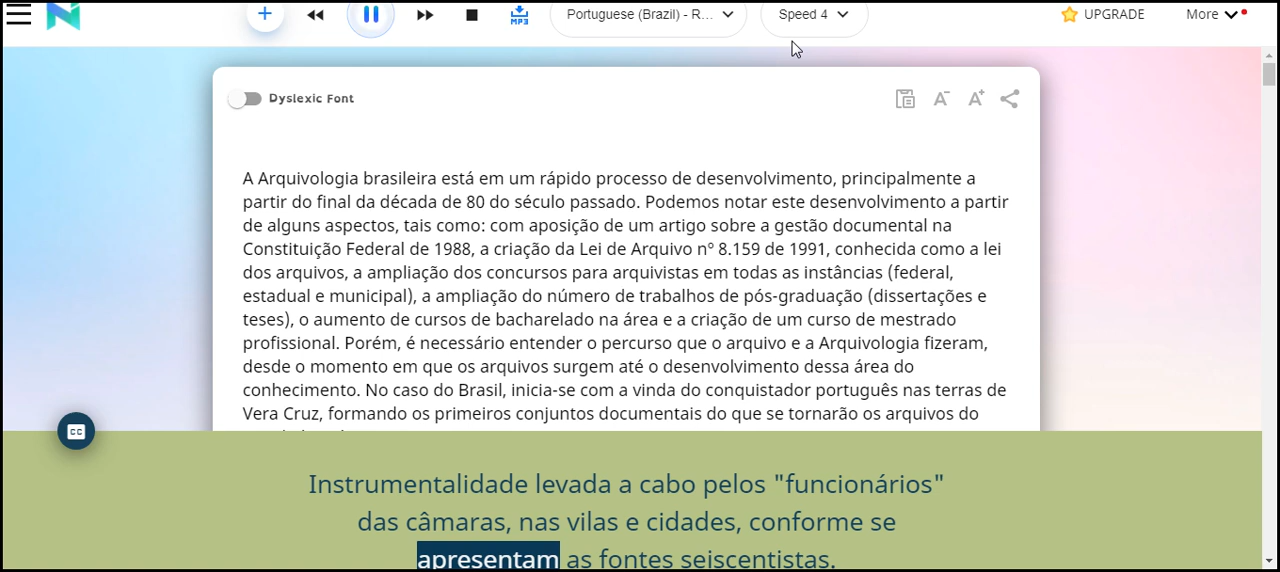 MP3
Portuguese (Brazil) - R...
Speed 4
UPGRADE
More
Dyslexic Font
A-
A+
A Arquivologia brasileira está em um rápido processo de desenvolvimento, principalmente a
partir do final da década de 80 do século passado. Podemos notar este desenvolvimento a partir
de alguns aspectos, tais como: com aposição de um artigo sobre a gestão documental na
Constituição Federal de 1988, a criação da Lei de Arquivo nº 8.159 de 1991, conhecida como a lei
dos arquivos, a ampliação dos concursos para arquivistas em todas as instâncias (federal,
estadual e municipal), a ampliação do número de trabalhos de pós-graduação (dissertações e
teses), o aumento de cursos de bacharelado na área e a criação de um curso de mestrado
profissional. Porém, é necessário entender o percurso que o arquivo e a Arquivologia fizeram,
desde o momento em que os arquivos surgem até o desenvolvimento dessa área do
conhecimento. No caso do Brasil, inicia-se com a vinda do conquistador português nas terras de
Vera Cruz, formando os primeiros conjuntos documentais do que se tornarão os arquivos do
CC
Instrumentalidade levada a cabo pelos "funcionários"
das câmaras, nas vilas e cidades, conforme se
apresentam as fontes seiscentistas.